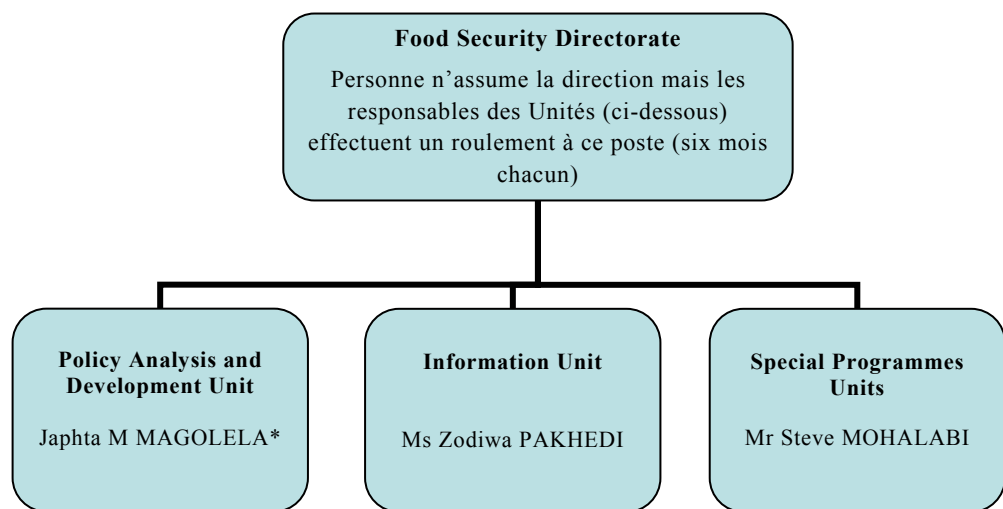 Food Security Directorate
Personne n’assume la direction mais les
responsables des Unités (ci-dessous)
effectuent un roulement à ce poste (six mois
chacun)
Policy Analysis and
Development Unit
Japhta M MAGOLELA*
Information Unit
Ms Zodiwa PAKHEDI
Special Programmes
Units
Mr Steve MOHALABI